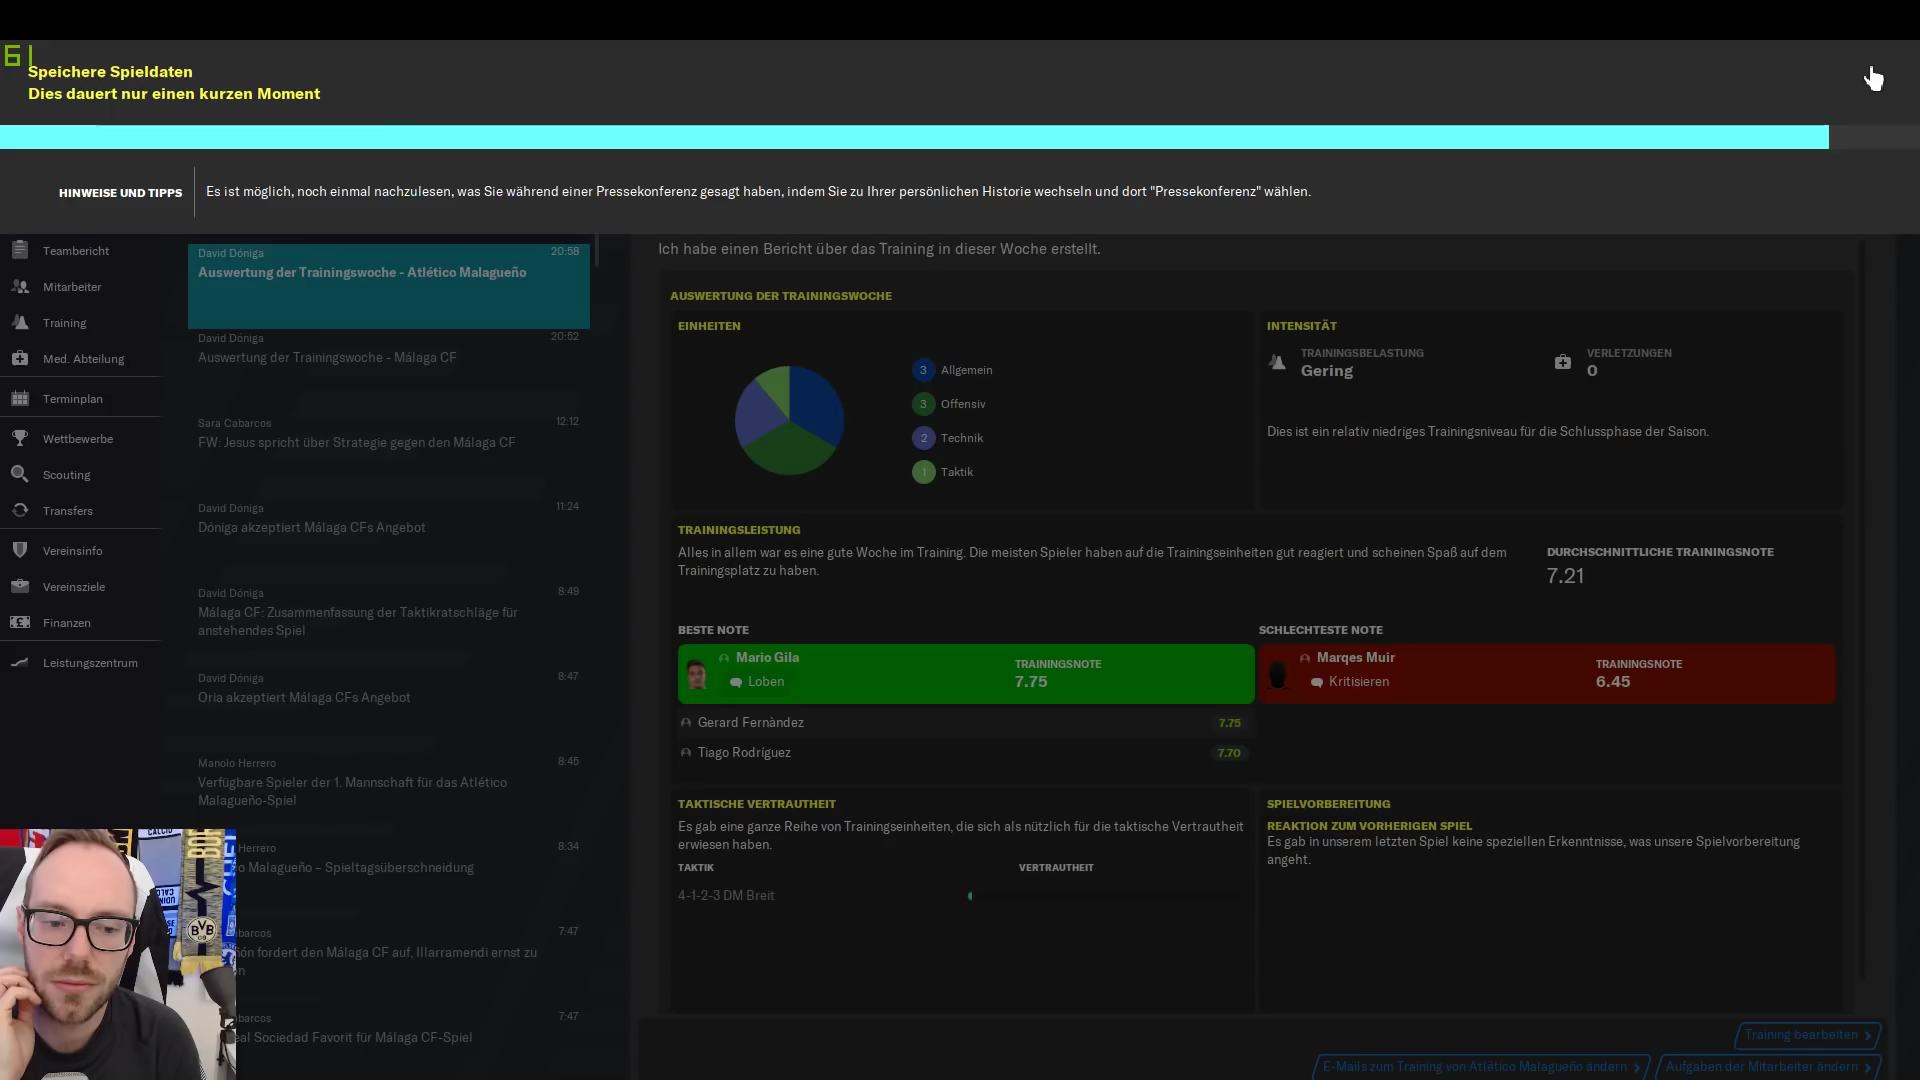 61
Speichere Spieldaten
Dies dauert nur einen kurzen Moment
HINWEISE UND TIPPS
Es ist möglich, noch einmal nachzulesen, was Sie während einer Pressekonferenz gesagt haben, indem Sie zu Ihrer persönlichen Historie wechseln und dort "Pressekonferenz" wählen.
Teambericht
Mitarbeiter
Training
Med. Abteilung
Terminplan
Wettbewerbe
Scouting
Transfers
Vereinsinfo
Vereinsziele
Finanzen
Leistungszentrum
David Dóniga 20:58
Auswertung der Trainingswoche - Atlético Malagueño
David Dóniga 20:52
Auswertung der Trainingswoche - Málaga CF
Sara Cabarcos 12:12
FW: Jesus spricht über Strategie gegen den Málaga CF
David Dóniga 11:24
Dóniga akzeptiert Málaga CFs Angebot
David Dóniga 8:49
Málaga CF: Zusammenfassung der Taktikratschläge für
anstehendes Spiel
David Dóniga 8:47
Oria akzeptiert Málaga CFs Angebot
Manolo Herrero 8:45
Verfügbare Spieler der 1. Mannschaft für das Atlético
Malagueño-Spiel
Herrero 8:34
o Malagueño – Spieltagsüberschneidung
barcos 7:47
ón fordert den Málaga CF auf, Illarramendi ernst zu
n
barcos 7:47
eal Sociedad Favorit für Málaga CF-Spiel
Ich habe einen Bericht über das Training in dieser Woche erstellt.
AUSWERTUNG DER TRAININGSWOCHE
EINHEITEN
3 Allgemein
3 Offensiv
2 Technik
1 Taktik
INTENSITÄT
TRAININGSBELASTUNG
Gering
VERLETZUNGEN
0
Dies ist ein relativ niedriges Trainingsniveau für die Schlussphase der Saison.
TRAININGSLEISTUNG
Alles in allem war es eine gute Woche im Training. Die meisten Spieler haben auf die Trainingseinheiten gut reagiert und scheinen Spaß auf dem
Trainingsplatz zu haben.
DURCHSCHNITTLICHE TRAININGSNOTE
7.21
BESTE NOTE
Mario Gila
Loben
TRAININGSNOTE
7.75
Gerard Fernàndez 7.75
Tiago Rodríguez 7.70
SCHLECHTESTE NOTE
Marqes Muir
Kritisieren
TRAININGSNOTE
6.45
TAKTISCHE VERTRAUTHEIT
Es gab eine ganze Reihe von Trainingseinheiten, die sich als nützlich für die taktische Vertrautheit
erwiesen haben.
TAKTIK VERTRAUTHEIT
4-1-2-3 DM Breit
SPIELVORBEREITUNG
REAKTION ZUM VORHERIGEN SPIEL
Es gab in unserem letzten Spiel keine speziellen Erkenntnisse, was unsere Spielvorbereitung
angeht.
Training bearbeiten
E-Mails zum Training von Atlético Malagueño ändern
Aufgaben der Mitarbeiter ändern
CALCIO
BVB
09